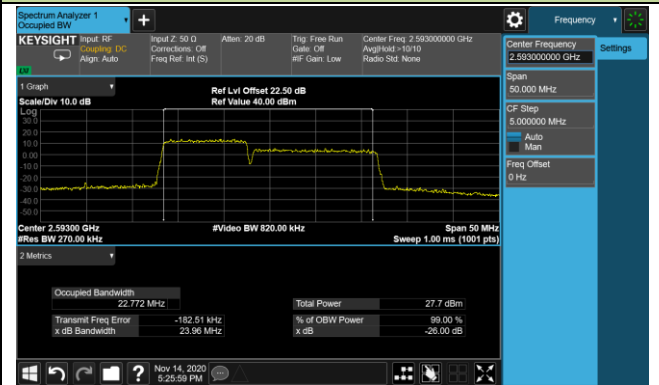 Spectrum Analyzer 1
Occupied BW
Frequency
KEYSIGHT
Input: RF
Coupling: DC
Align: Auto
Input Z: 50 Ω
Corrections: Off
Freq Ref: Int (S)
Atten: 20 dB
Trig: Free Run
Gate: Off
#IF Gain: Low
Center Freq: 2.593000000 GHz
Avg|Hold:>10/10
Radio Std: None
Center Frequency
2.593000000 GHz
Settings
Span
50.000 MHz
CF Step
5.000000 MHz
Auto
Man
Freq Offset
0 Hz
1 Graph
Scale/Div 10.0 dB
Ref Lvl Offset 22.50 dB
Ref Value 40.00 dBm
Log
30.0
20.0
10.0
0.00
-10.0
-20.0
-30.0
-40.0
-50.0
Center 2.59300 GHz
#Res BW 270.00 kHz
#Video BW 820.00 kHz
Span 50 MHz
Sweep 1.00 ms (1001 pts)
2 Metrics
Occupied Bandwidth
22.772 MHz
Total Power 27.7 dBm
Transmit Freq Error -182.51 kHz
% of OBW Power 99.00 %
x dB Bandwidth 23.96 MHz
x dB -26.00 dB
?
Nov 14, 2020
5:25:59 PM